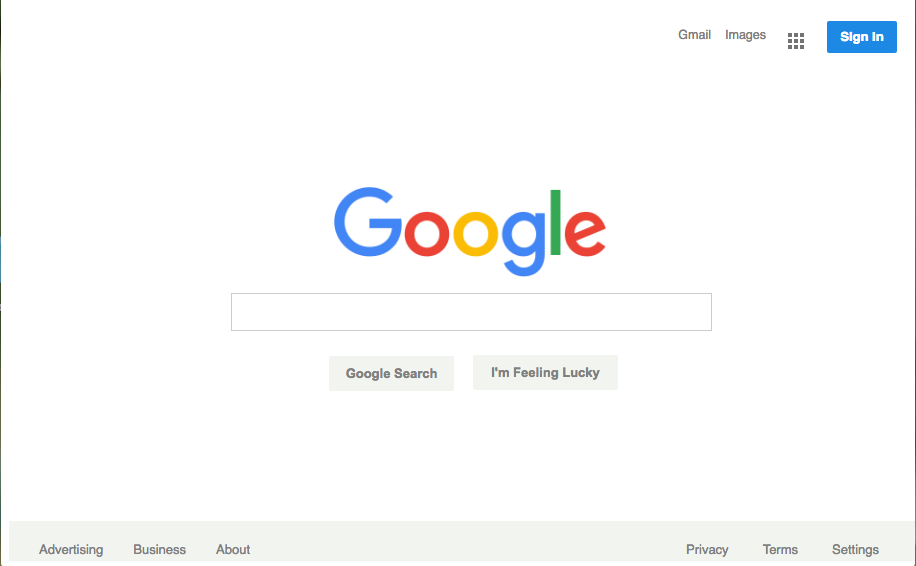 Gmail Images Sign In
Google
Google Search I'm Feeling Lucky
Advertising Business About Privacy Terms Settings